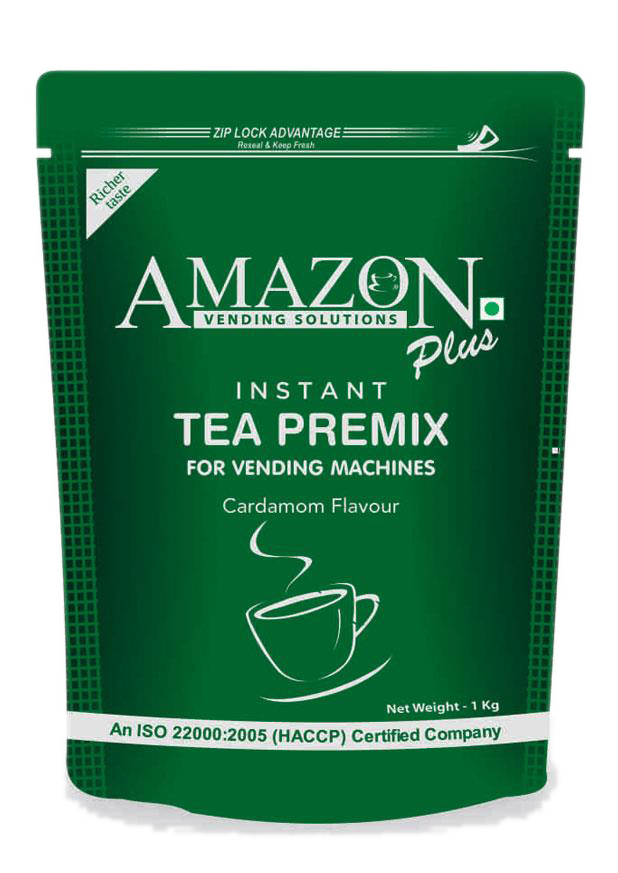 ZIP LOCK ADVANTAGE
Reseal & Keep Fresh
Richer
taste
AMAZON
VENDING SOLUTIONS
Plus
INSTANT
TEA PREMIX
FOR VENDING MACHINES
Cardamom Flavour
Net Weight - 1 Kg
An ISO 22000:2005 (HACCP) Certified Company